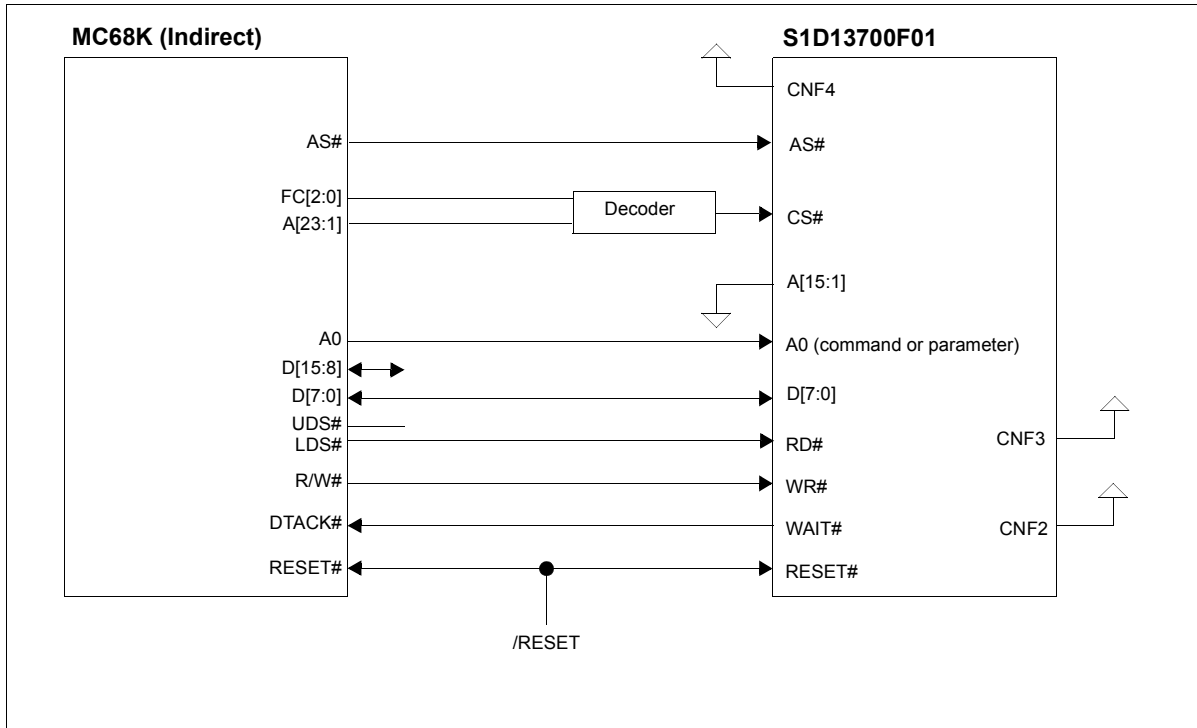 MC68K (Indirect)
AS#
FC[2:0]
A[23:1]
A0
D[15:8]
D[7:0]
UDS#
LDS#
R/W#
DTACK#
RESET#
Decoder
/RESET
S1D13700F01
CNF4
AS#
CS#
A[15:1]
A0 (command or parameter)
D[7:0]
RD#
WR#
WAIT#
RESET#
CNF3
CNF2